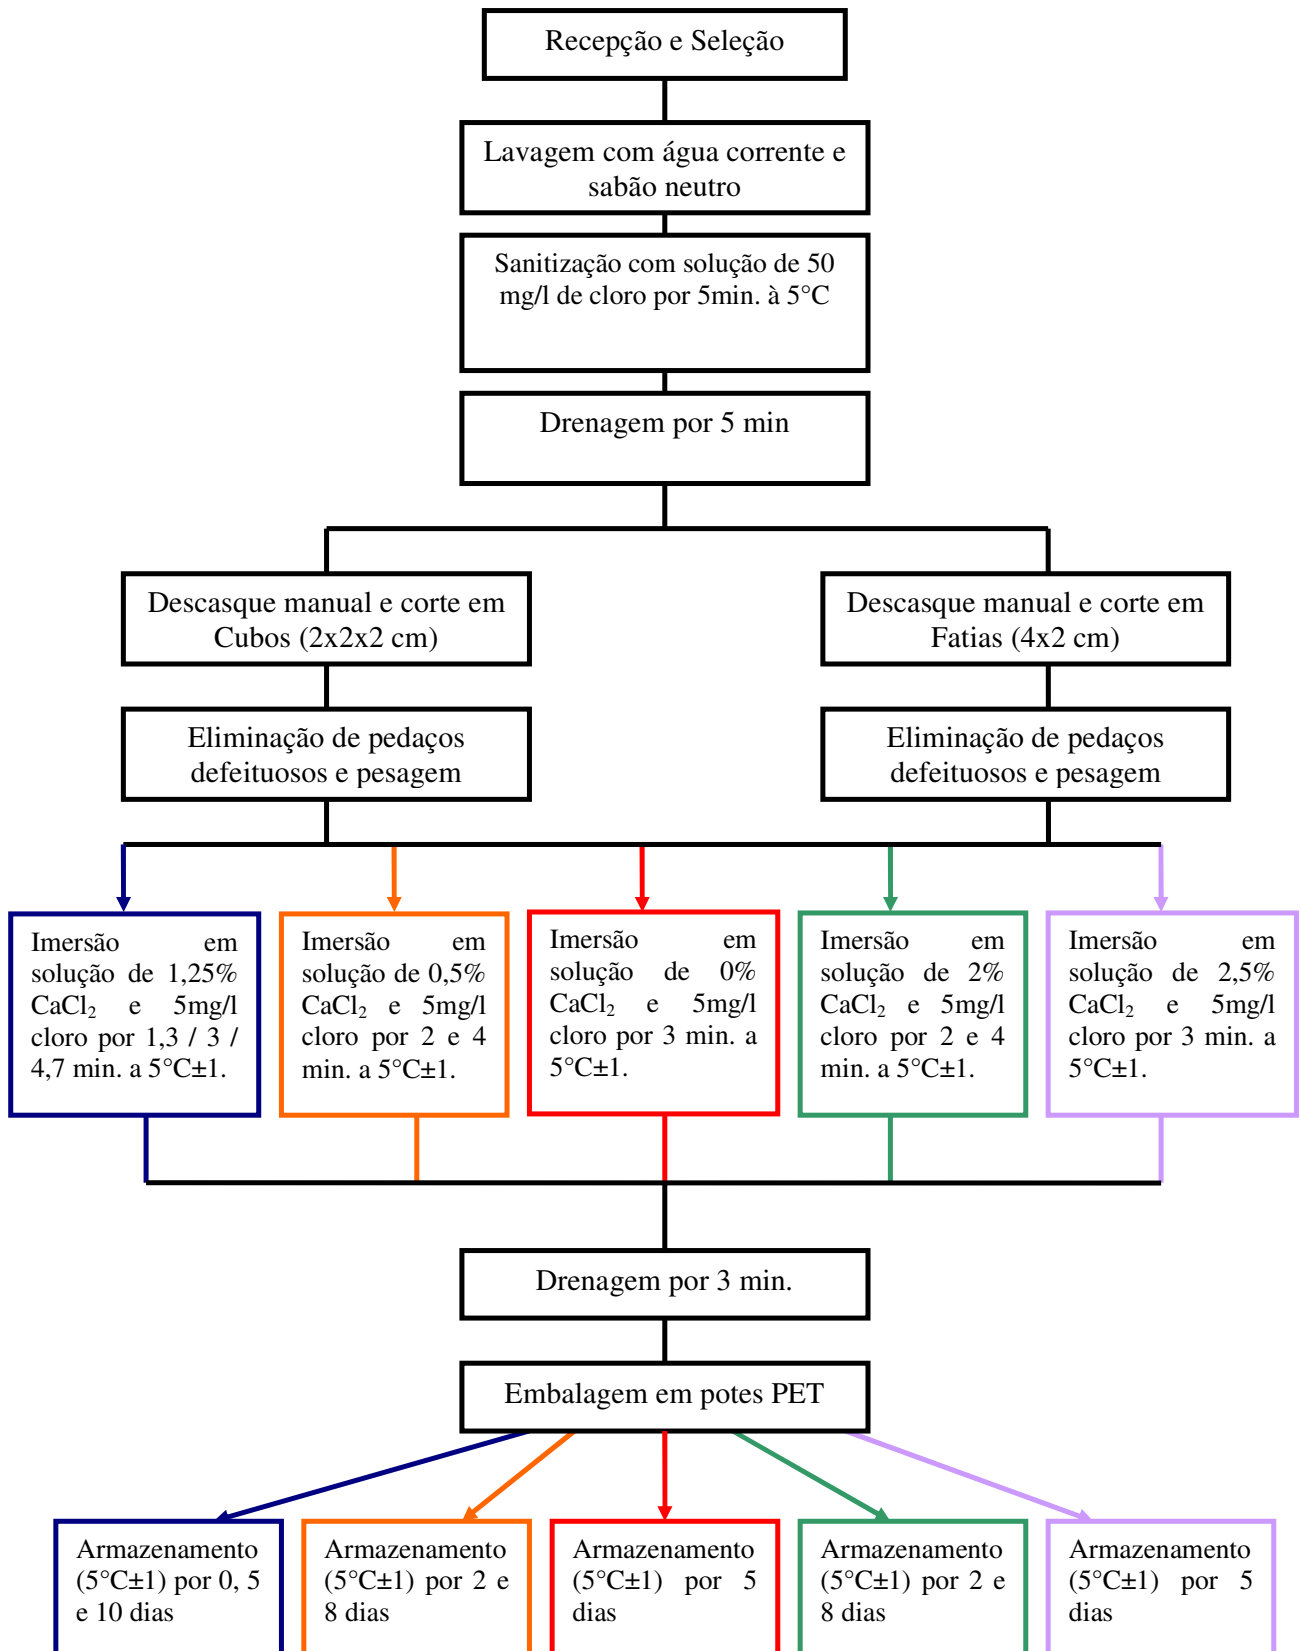 Recepção e Seleção
Lavagem com água corrente e
sabão neutro
Sanitização com solução de 50
mg/l de cloro por 5min. à 5°C
Drenagem por 5 min
Descasque manual e corte em
Cubos (2x2x2 cm)
Descasque manual e corte em
Fatias (4x2 cm)
Eliminação de pedaços
defeituosos e pesagem
Eliminação de pedaços
defeituosos e pesagem
Imersão em
solução de 1,25%
CaCl₂ e 5mg/l
cloro por 1,3 / 3 /
4,7 min. a 5°C±1.
Imersão em
solução de 0,5%
CaCl₂ e 5mg/l
cloro por 2 e 4
min. a 5°C±1.
Imersão em
solução de 0%
CaCl₂ e 5mg/l
cloro por 3 min. a
5°C±1.
Imersão em
solução de 2%
CaCl₂ e 5mg/l
cloro por 2 e 4
min. a 5°C±1.
Imersão em
solução de 2,5%
CaCl₂ e 5mg/l
cloro por 3 min. a
5°C±1.
Drenagem por 3 min.
Embalagem em potes PET
Armazenamento
(5°C±1) por 0, 5
e 10 dias
Armazenamento
(5°C±1) por 2 e
8 dias
Armazenamento
(5°C±1) por 5
dias
Armazenamento
(5°C±1) por 2 e
8 dias
Armazenamento
(5°C±1) por 5
dias